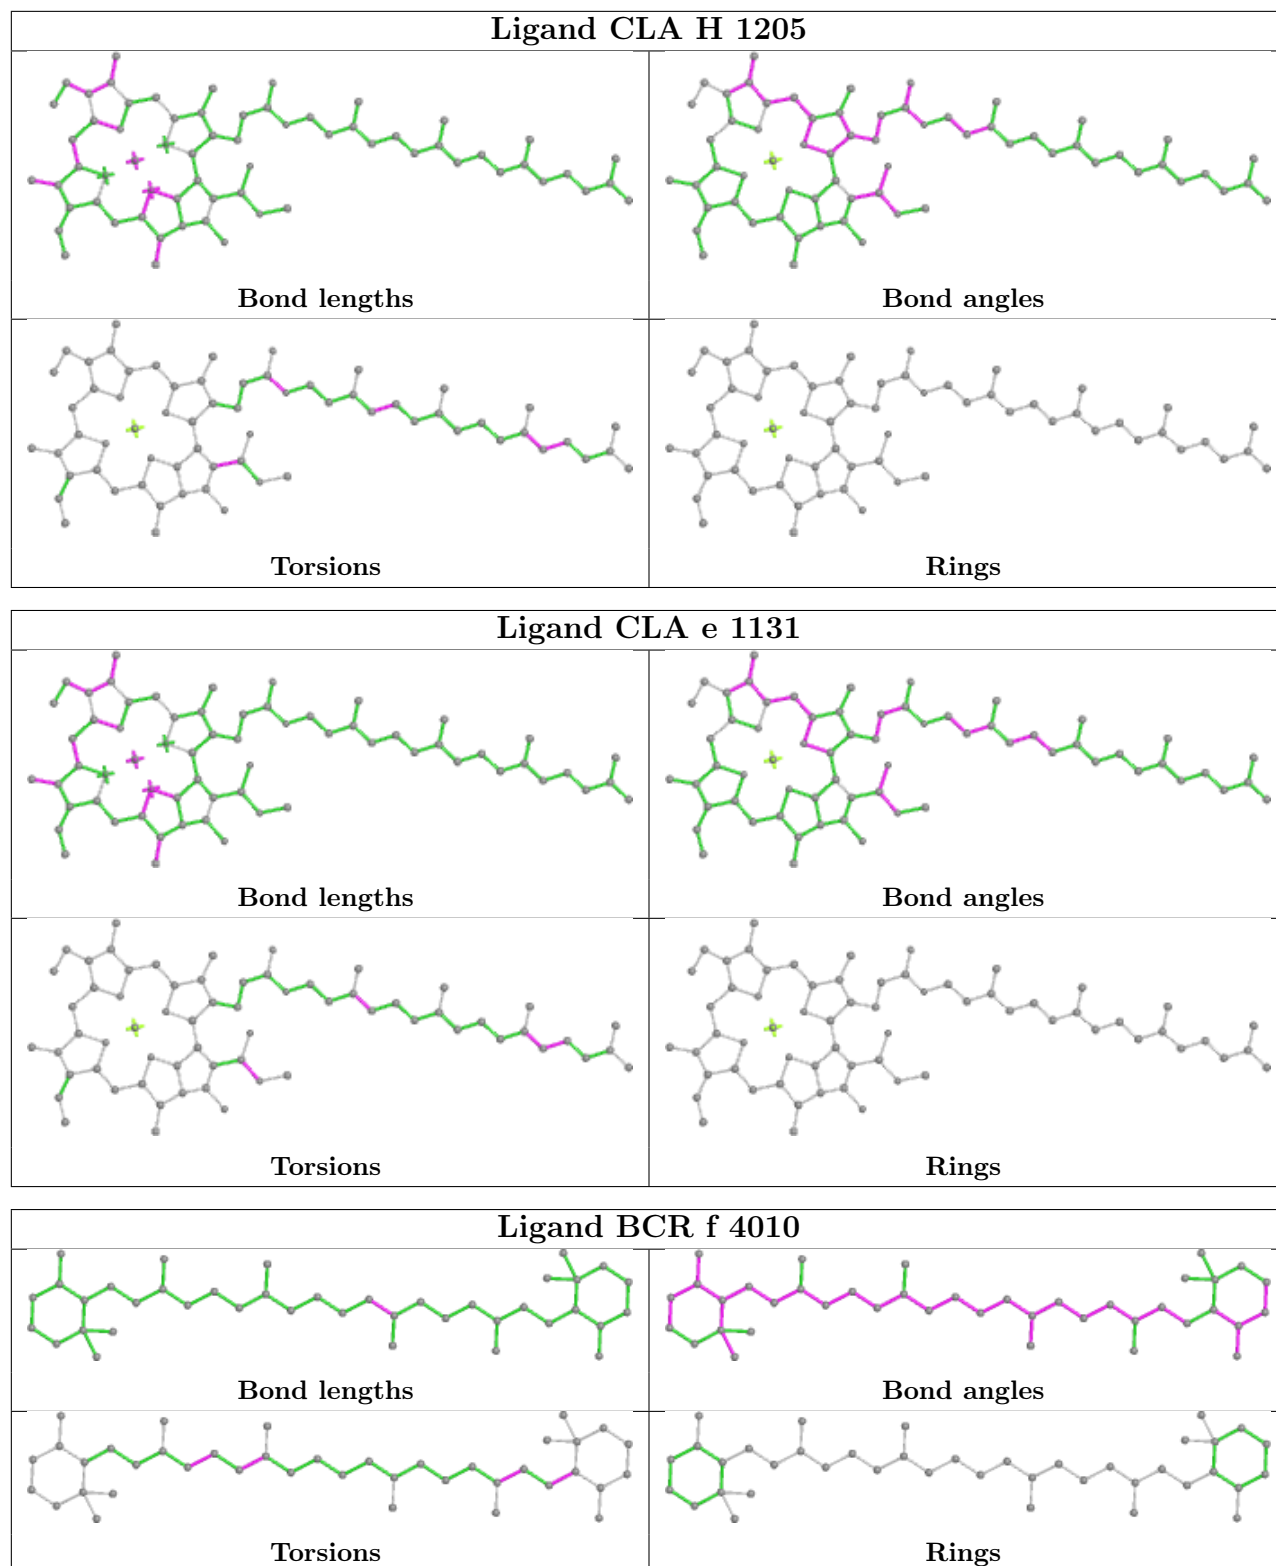 Ligand CLA H 1205
Bond lengths
Bond angles
Torsions
Rings
Ligand CLA e 1131
Bond lengths
Bond angles
Torsions
Rings
Ligand BCR f 4010
Bond lengths
Bond angles
Torsions
Rings